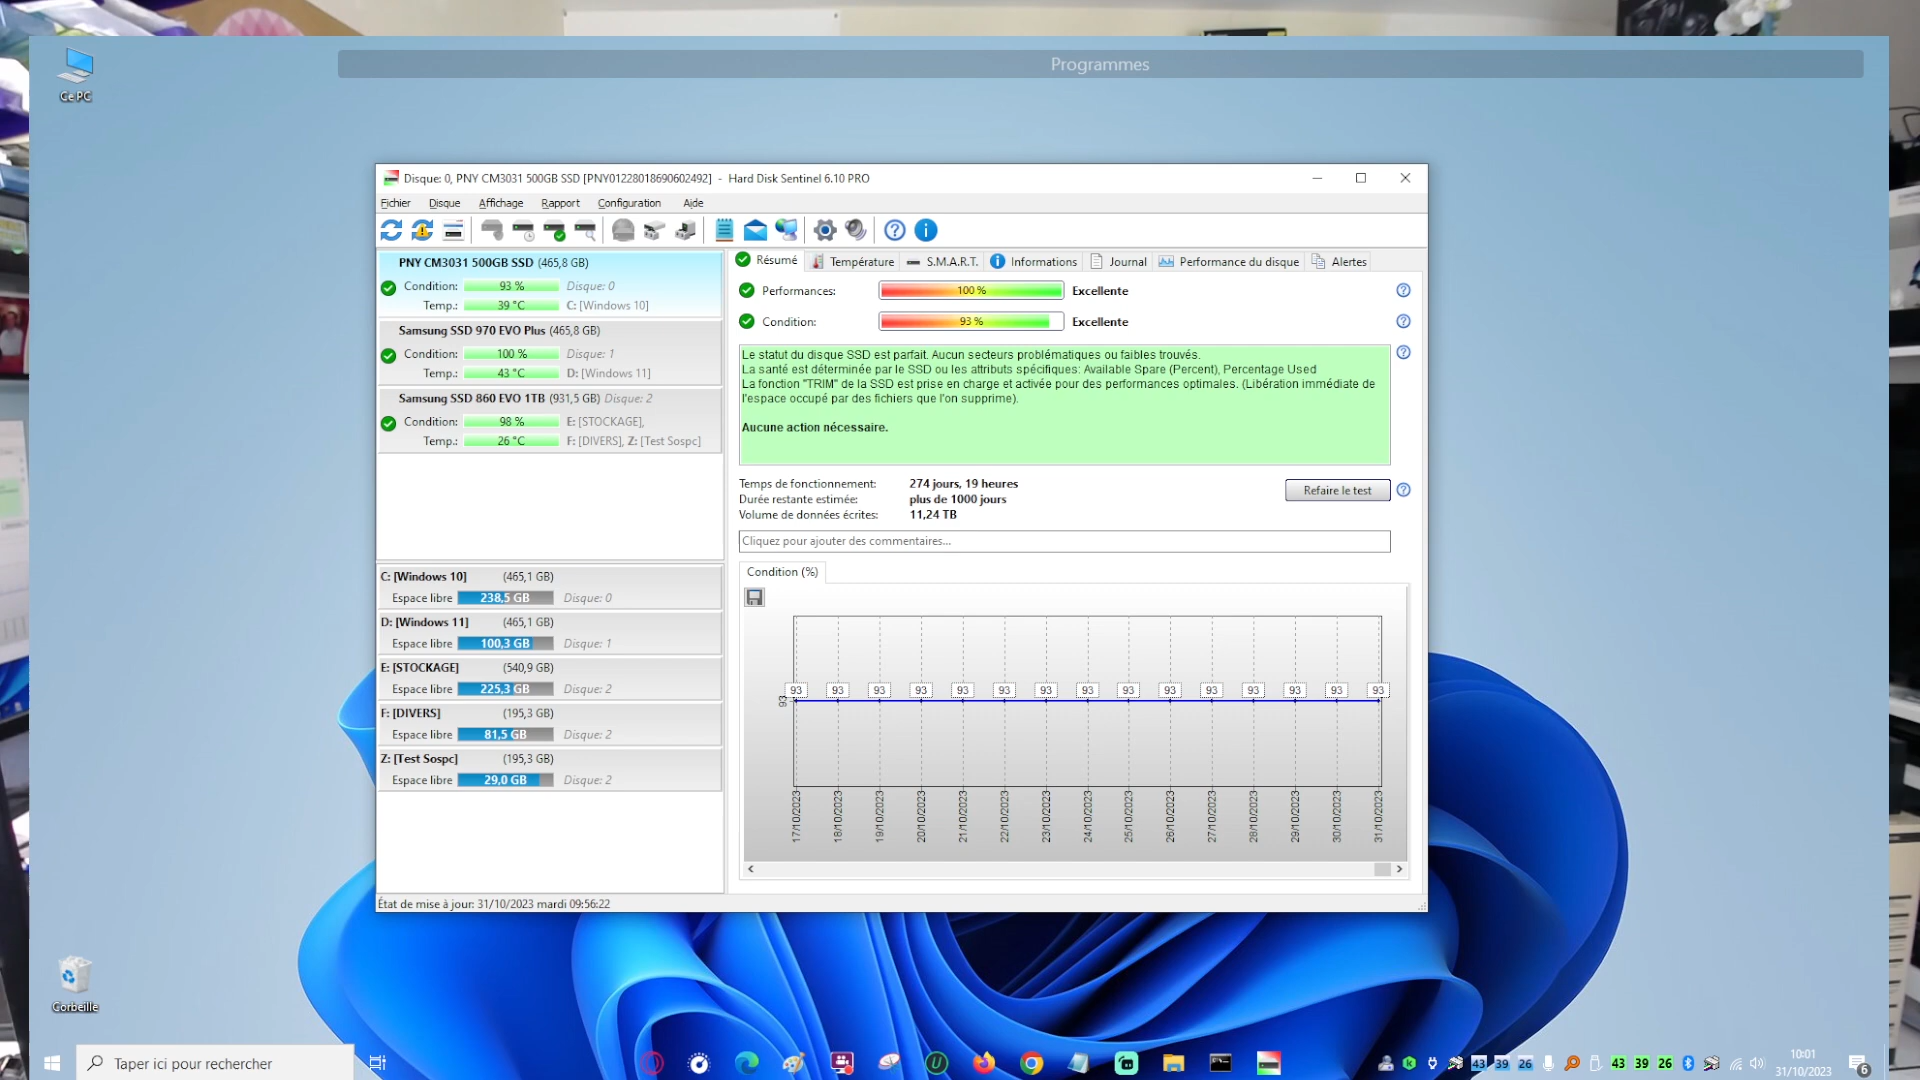 Programmes
Ce PC
Disque: 0, PNY CM3031 500GB SSD [PNY01228018690602492] - Hard Disk Sentinel 6.10 PRO
Fichier Disque Affichage Rapport Configuration Aide
PNY CM3031 500GB SSD (465,8 GB)
Condition: 93 % Disque: 0
Temp.: 39 °C C: [Windows 10]
Samsung SSD 970 EVO Plus (465,8 GB)
Condition: 100 % Disque: 1
Temp.: 43 °C D: [Windows 11]
Samsung SSD 860 EVO 1TB (931,5 GB) Disque: 2
Condition: 98 % E: [STOCKAGE],
Temp.: 26 °C F: [DIVERS], Z: [Test Sospc]
C: [Windows 10] (465,1 GB)
Espace libre 238,5 GB Disque: 0
D: [Windows 11] (465,1 GB)
Espace libre 100,3 GB Disque: 1
E: [STOCKAGE] (540,9 GB)
Espace libre 225,3 GB Disque: 2
F: [DIVERS] (195,3 GB)
Espace libre 81,5 GB Disque: 2
Z: [Test Sospc] (195,3 GB)
Espace libre 29,0 GB Disque: 2
Résumé Température S.M.A.R.T. Informations Journal Performance du disque Alertes
Performances: 100 % Excellente
Condition: 93 % Excellente
Le statut du disque SSD est parfait. Aucun secteurs problématiques ou faibles trouvés.
La santé est déterminée par le SSD ou les attributs spécifiques: Available Spare (Percent), Percentage Used
La fonction "TRIM" de la SSD est prise en charge et activée pour des performances optimales. (Libération immédiate de
l'espace occupé par des fichiers que l'on supprime).
Aucune action nécessaire.
Temps de fonctionnement: 274 jours, 19 heures
Durée restante estimée: plus de 1000 jours
Volume de données écrites: 11,24 TB
Refaire le test
Cliquez pour ajouter des commentaires...
Condition (%)
93 93 93 93 93 93 93 93 93 93 93 93 93 93 93
93
17/10/2023 18/10/2023 19/10/2023 20/10/2023 21/10/2023 22/10/2023 23/10/2023 24/10/2023 25/10/2023 26/10/2023 27/10/2023 28/10/2023 29/10/2023 30/10/2023 31/10/2023
État de mise à jour: 31/10/2023 mardi 09:56:22
Corbeille
Taper ici pour rechercher
43 39 26 43 39 26
10:01
31/10/2023
6